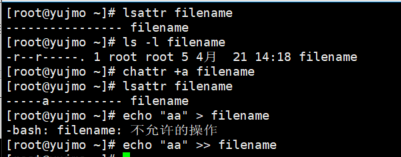 [root@yujmo ~]# lsattr filename
---------------- filename
[root@yujmo ~]# ls -l filename
-r--r-----. 1 root root 5 4月  21 14:18 filename
[root@yujmo ~]# chattr +a filename
[root@yujmo ~]# lsattr filename
-----a---------- filename
[root@yujmo ~]# echo "aa" > filename
-bash: filename: 不允许的操作
[root@yujmo ~]# echo "aa" >> filename